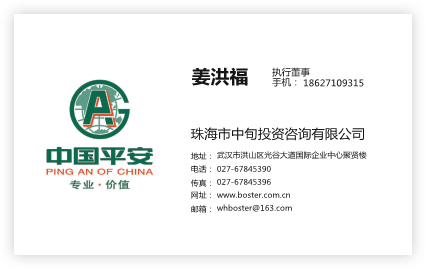 姜洪福
执行董事
手机： 18627109315
中国平安
PING AN OF CHINA
专业·价值
珠海市中旬投资咨询有限公司
地址： 武汉市洪山区光谷大道国际企业中心聚贤楼
电话： 027-67845390
传真： 027-67845396
网址： www.boster.com.cn
邮箱： whboster@163.com